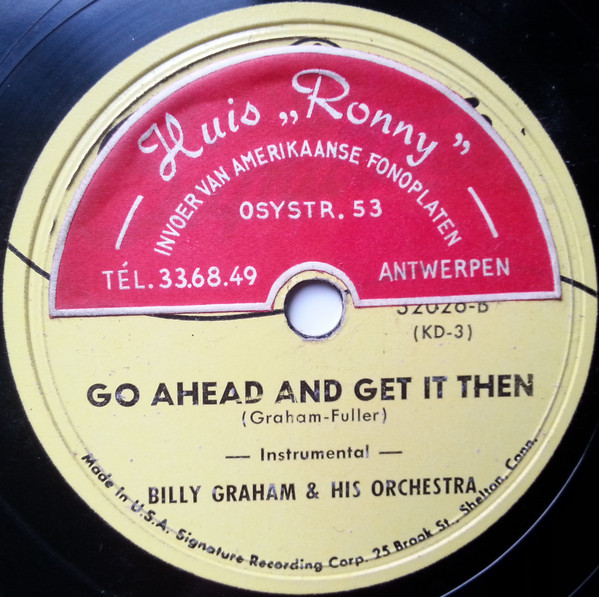 Huis „Ronny”
INVOER VAN AMERIKAANSE FONOPLATEN
OSYSTR. 53
TÉL. 33.68.49
ANTWERPEN
32026-B
(KD-3)
GO AHEAD AND GET IT THEN
(Graham-Fuller)
— Instrumental —
BILLY GRAHAM & HIS ORCHESTRA
Made in U.S.A. Signature Recording Corp. 25 Brook St., Shelton, Conn.